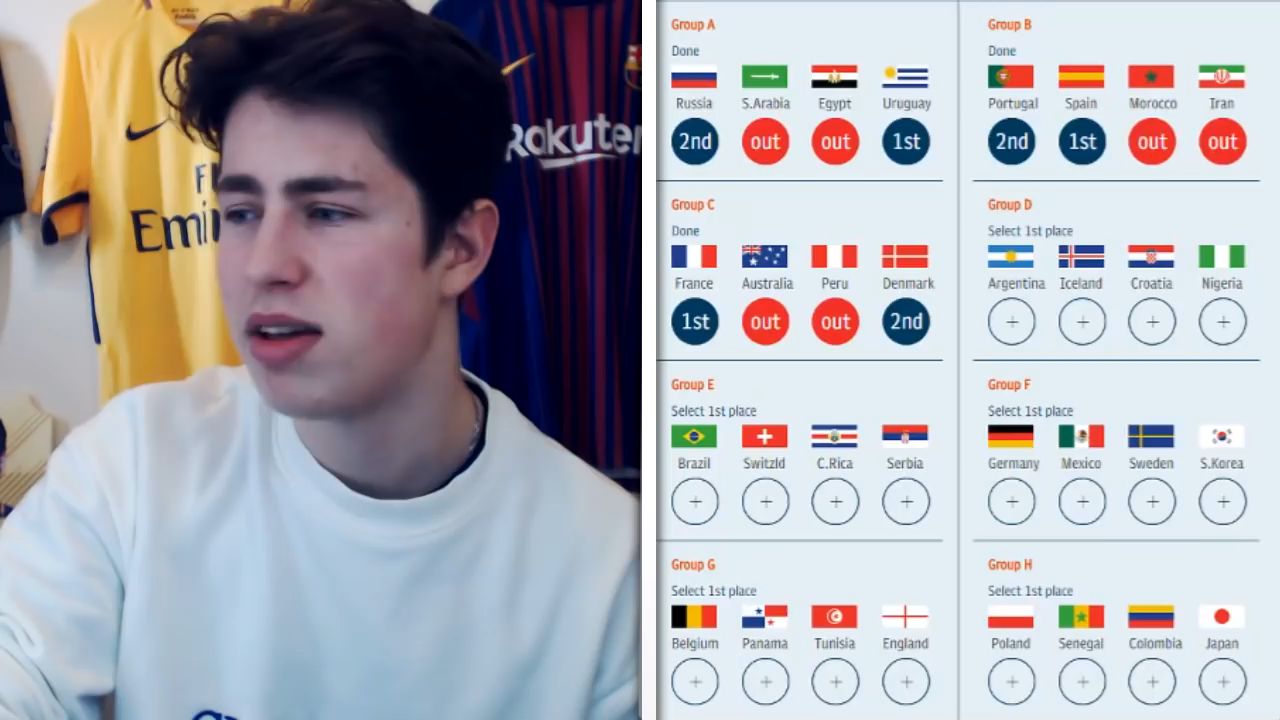 Emi
Rakuten
Group A
Done
Russia S.Arabia Egypt Uruguay
2nd out out 1st
Group B
Done
Portugal Spain Morocco Iran
2nd 1st out out
Group C
Done
France Australia Peru Denmark
1st out out 2nd
Group D
Select 1st place
Argentina Iceland Croatia Nigeria
+ + + +
Group E
Select 1st place
Brazil Switzld C.Rica Serbia
+ + + +
Group F
Select 1st place
Germany Mexico Sweden S.Korea
+ + + +
Group G
Select 1st place
Belgium Panama Tunisia England
+ + + +
Group H
Select 1st place
Poland Senegal Colombia Japan
+ + + +